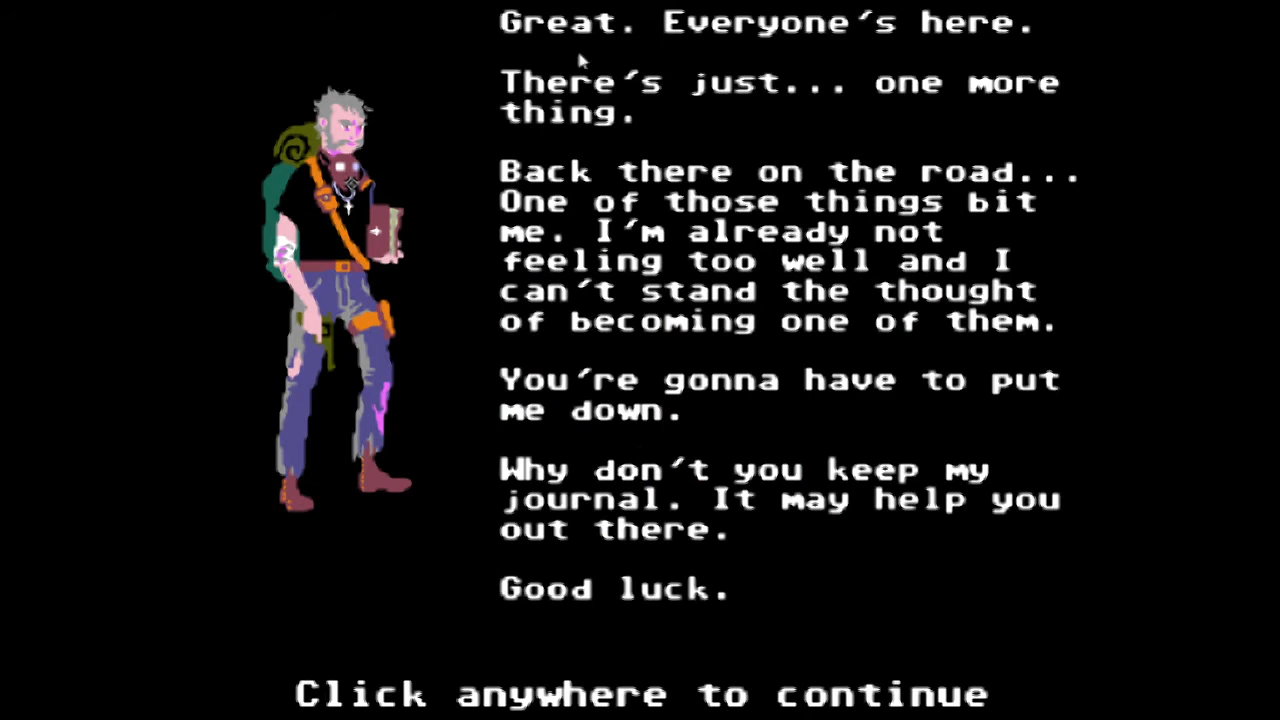 Great. Everyone's here.
There's just... one more
thing.
Back there on the road...
One of those things bit
me. I'm already not
feeling too well and I
can't stand the thought
of becoming one of them.
You're gonna have to put
me down.
Why don't you keep my
journal. It may help you
out there.
Good luck.
Click anywhere to continue